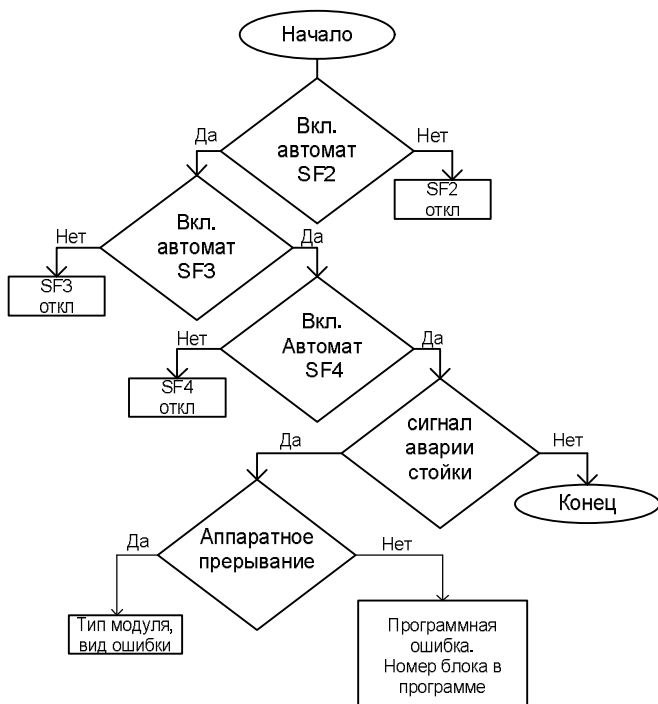 Начало
Да
Вкл.
автомат
SF2
Нет
SF2
откл
Нет
Вкл.
автомат
SF3
Да
SF3
откл
Нет
Вкл.
Автомат
SF4
Да
SF4
откл
Да
сигнал
аварии
стойки
Нет
Конец
Да
Аппаратное
прерывание
Нет
Тип модуля,
вид ошибки
Программная
ошибка.
Номер блока в
программе